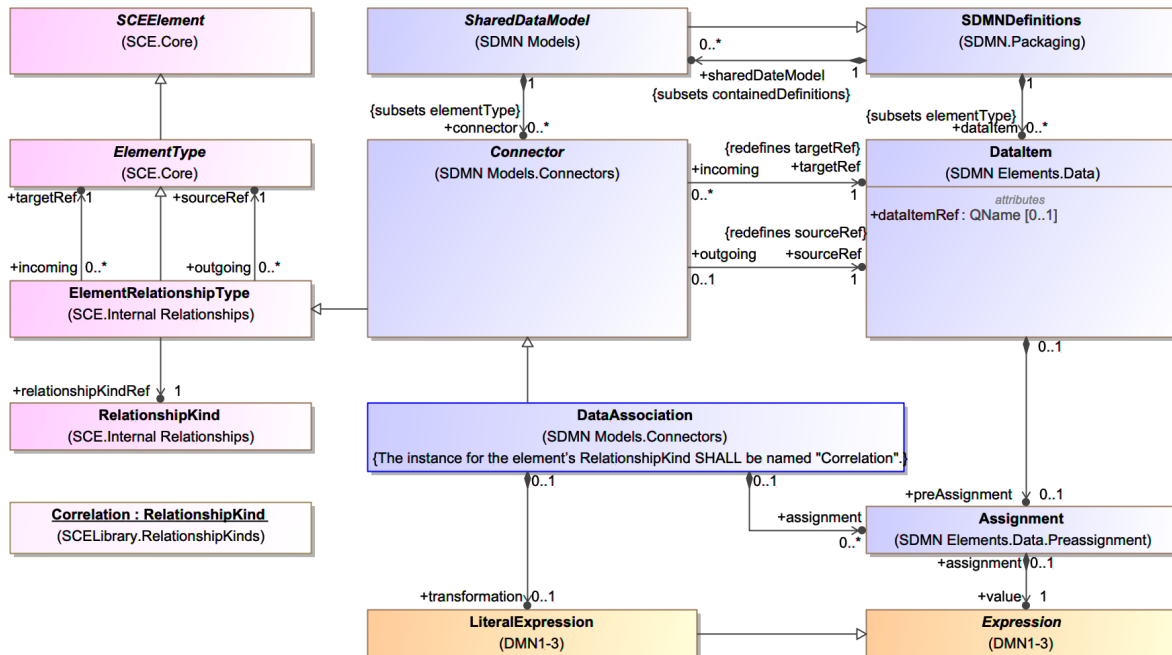 SCEElement
(SCE.Core)
SharedDataModel
(SDMN Models)
SDMNDefinitions
(SDMN.Packaging)
0..*
1
+sharedDateModel
{subsets containedDefinitions}
1
{subsets elementType}
+connector
0..*
1
{subsets elementType}
+dataItem
0..*
ElementType
(SCE.Core)
Connector
(SDMN Models.Connectors)
{redefines targetRef}
+incoming
+targetRef
0..*
1
{redefines sourceRef}
+outgoing
+sourceRef
0..1
1
DataItem
(SDMN Elements.Data)
attributes
+dataItemRef : QName [0..1]
+targetRef
1
+sourceRef
1
+incoming
0..*
+outgoing
0..*
ElementRelationshipType
(SCE.Internal Relationships)
+relationshipKindRef
1
RelationshipKind
(SCE.Internal Relationships)
0..1
DataAssociation
(SDMN Models.Connectors)
{The instance for the element's RelationshipKind SHALL be named "Correlation".}
0..1
0..1
+preAssignment
0..1
+assignment
0..*
Correlation : RelationshipKind
(SCELibrary.RelationshipKinds)
Assignment
(SDMN Elements.Data.Preassignment)
+assignment
0..1
+transformation
0..1
+value
1
LiteralExpression
(DMN1-3)
Expression
(DMN1-3)